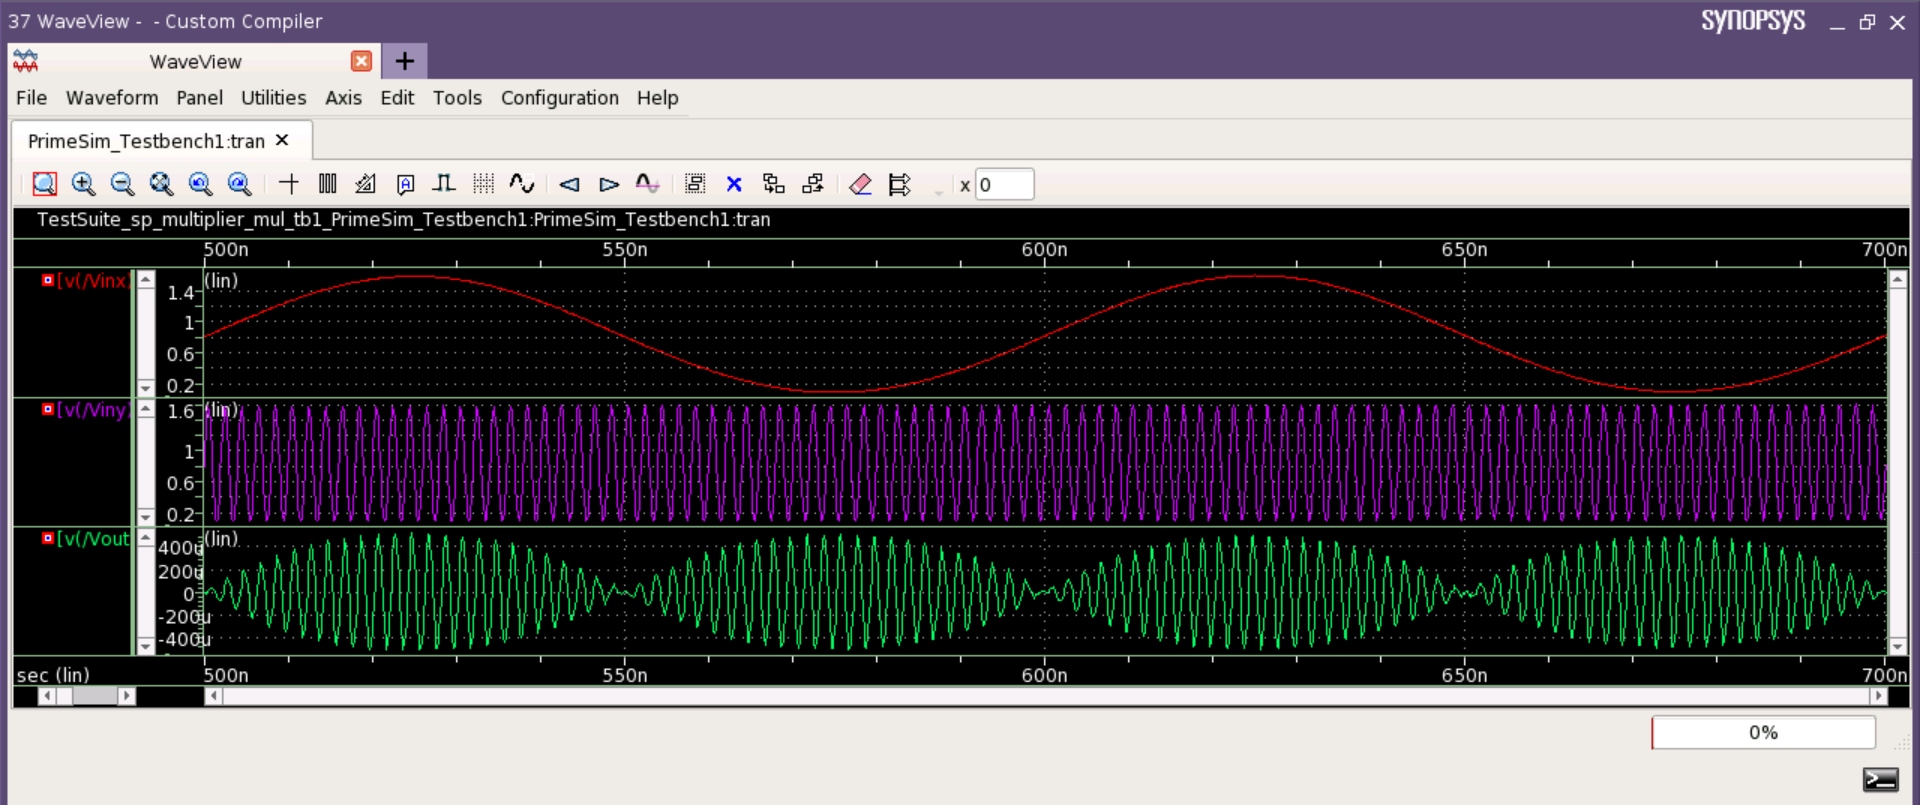 37 WaveView - - Custom Compiler
SYNOPSYS
WaveView
File Waveform Panel Utilities Axis Edit Tools Configuration Help
PrimeSim_Testbench1:tran
x 0
TestSuite_sp_multiplier_mul_tb1_PrimeSim_Testbench1:PrimeSim_Testbench1:tran
500n 550n 600n 650n 700n
[v(/Vinx)
(lin)
1.4
1
0.6
0.2
[v(/Viny)
(lin)
1.6
1
0.6
0.2
[v(/Vout
(lin)
400u
200u
0
-200u
-400u
sec (lin)
500n 550n 600n 650n 700n
0%